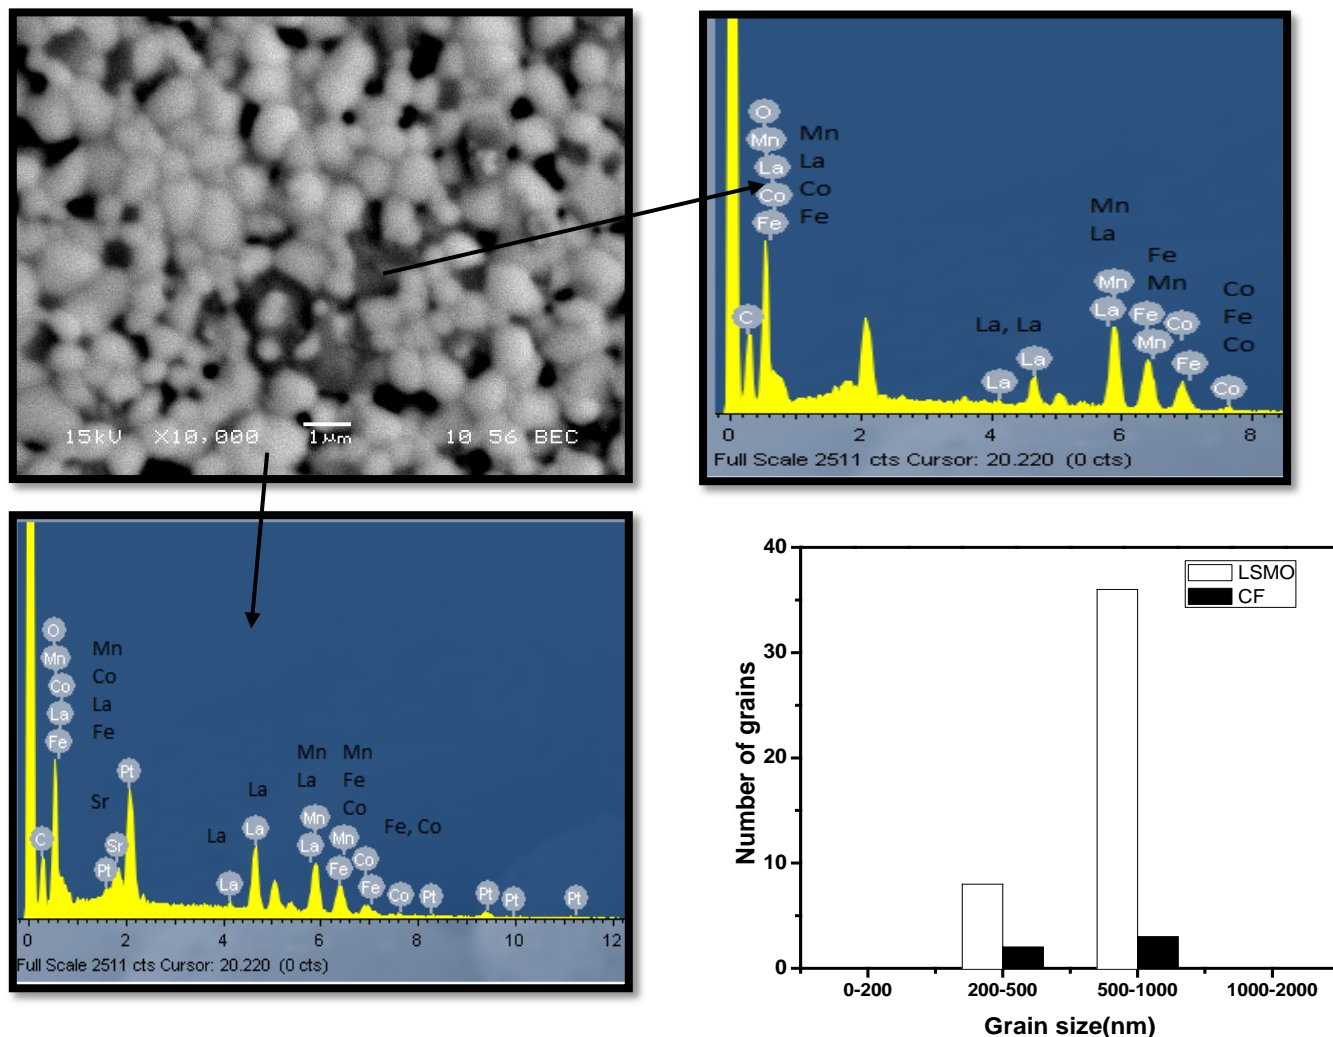 15kV X10,000 1μm 10 56 BEC
O
Mn
La
Co
Fe
C
Mn
La
Co
Fe
La, La
La
La
Mn
La
Mn
La
Fe
Mn
Fe
Mn
Co
Fe
Co
Fe
Co
Co
0 2 4 6 8
Full Scale 2511 cts Cursor: 20.220 (0 cts)
O
Mn
Co
La
Fe
C
Mn
Co
La
Fe
Sr
Pt
Sr
Pt
La
La
La
La
Mn
La
Mn
La
Mn
Fe
Co
Mn
Fe
Co
Fe
Fe, Co
Co
Pt
Pt
Pt
Pt
0 2 4 6 8 10 12
Full Scale 2511 cts Cursor: 20.220 (0 cts)
40
30
20
10
0
Number of grains
LSMO
CF
0-200 200-500 500-1000 1000-2000
Grain size(nm)